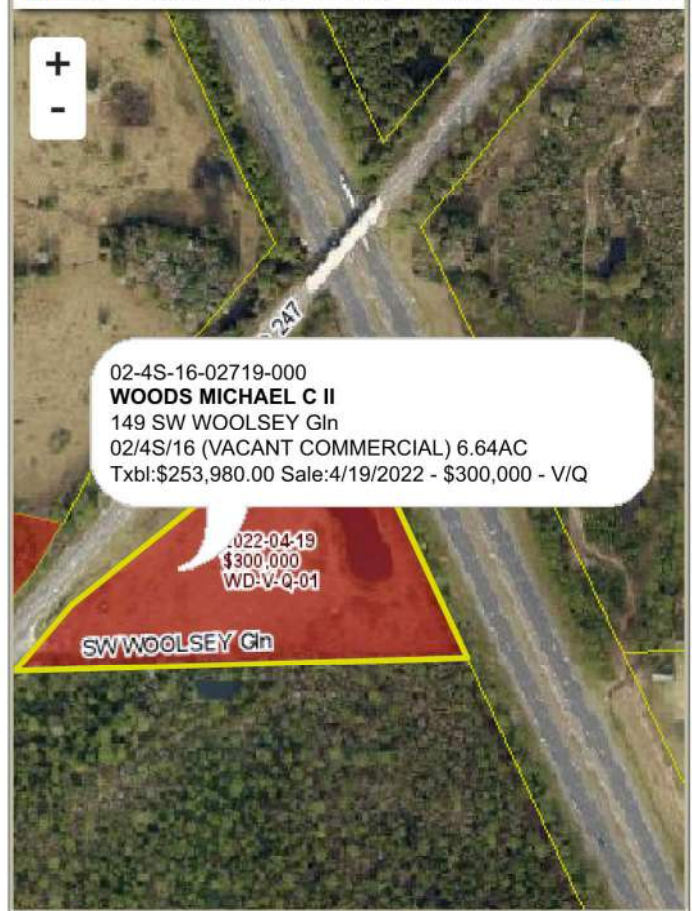 +
-
247
02-4S-16-02719-000
WOODS MICHAEL C II
149 SW WOOLSEY Gln
02/4S/16 (VACANT COMMERCIAL) 6.64AC
Txbl:$253,980.00 Sale:4/19/2022 - $300,000 - V/Q
2022-04-19
$300,000
WD-V-Q-01
SW WOOLSEY Gln